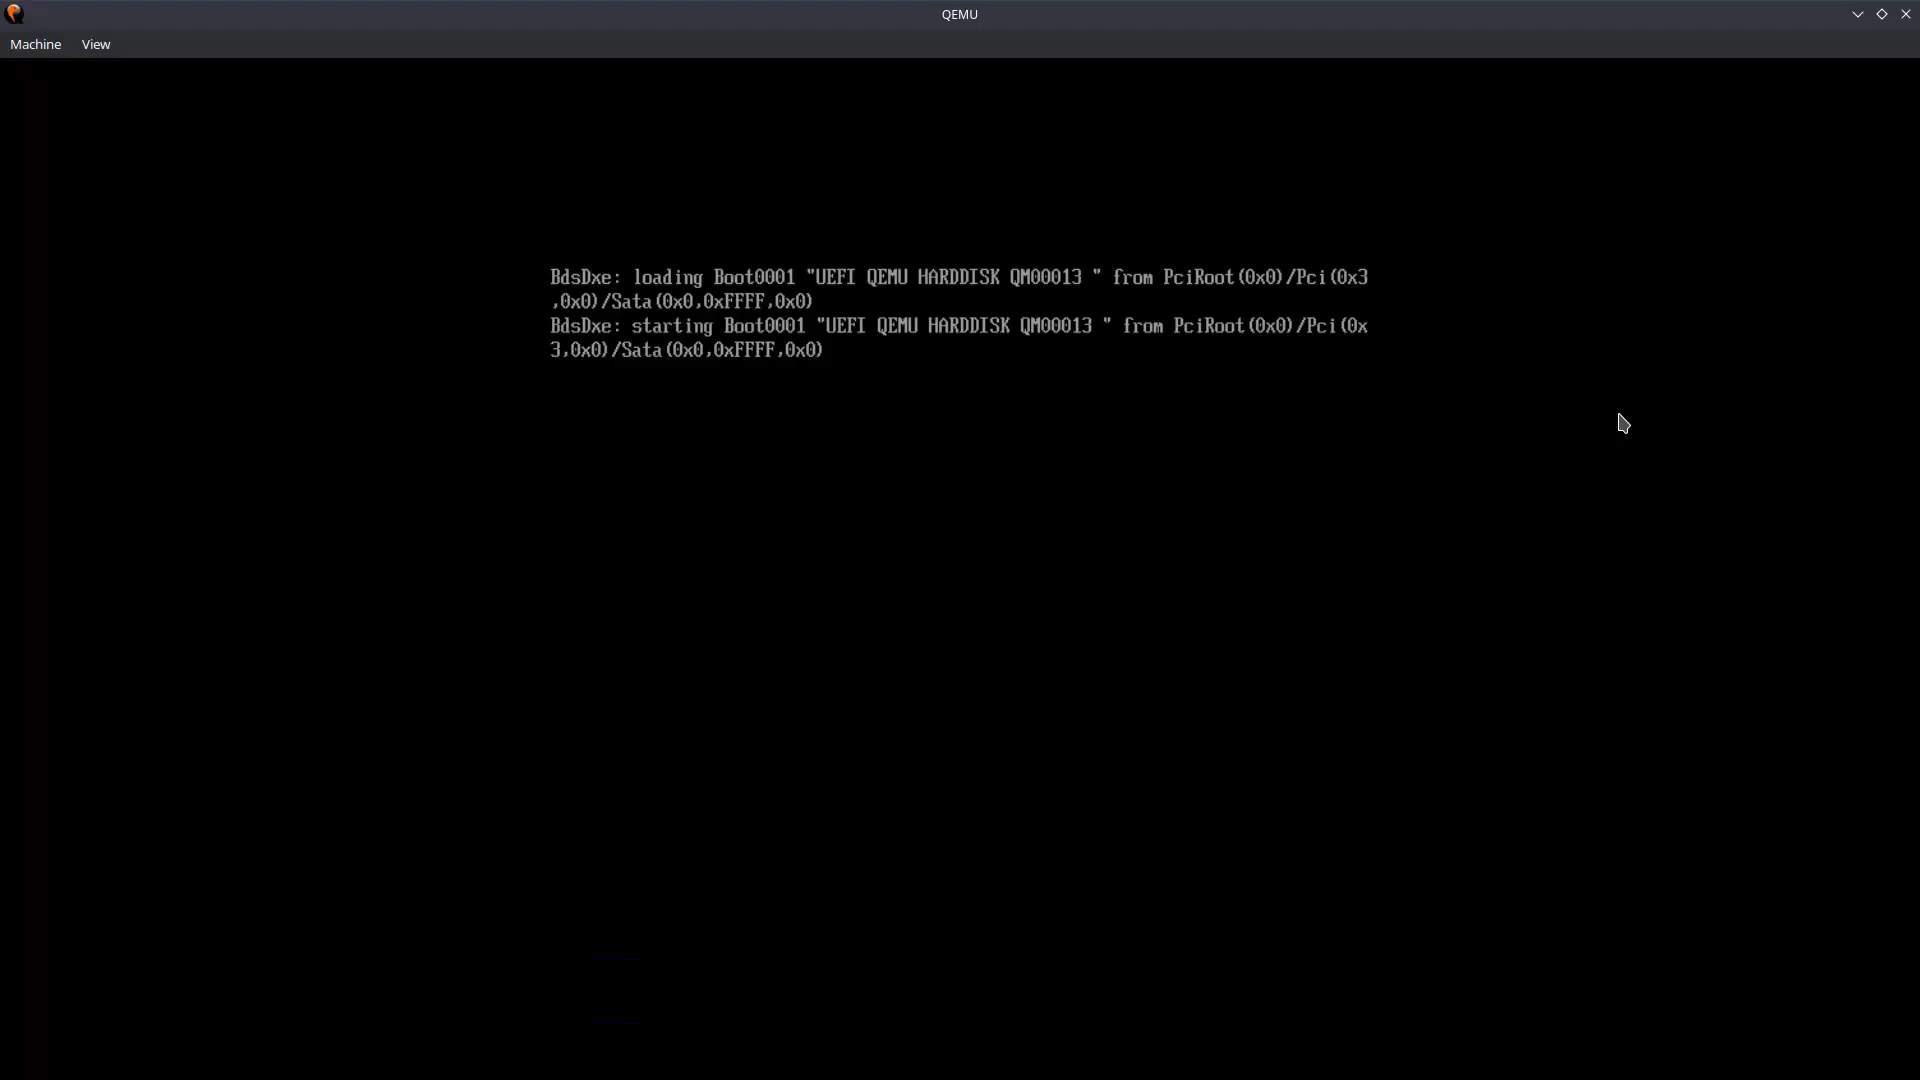 QEMU
Machine View
BdsDxe: loading Boot0001 "UEFI QEMU HARDDISK QM00013 " from PciRoot(0x0)/Pci(0x3
,0x0)/Sata(0x0,0xFFFF,0x0)
BdsDxe: starting Boot0001 "UEFI QEMU HARDDISK QM00013 " from PciRoot(0x0)/Pci(0x
3,0x0)/Sata(0x0,0xFFFF,0x0)